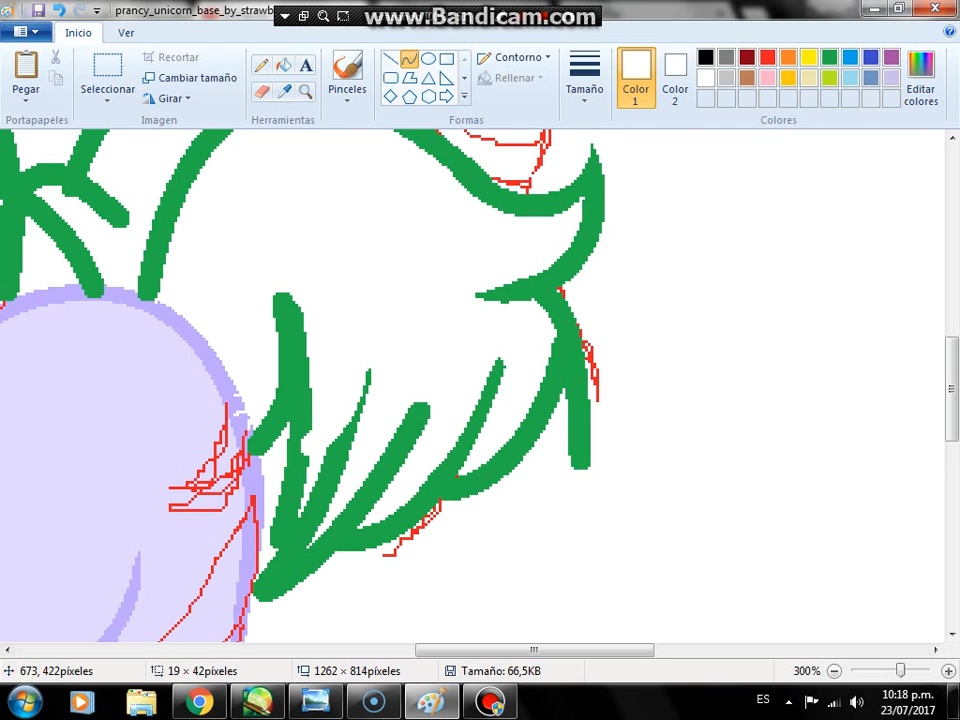 prancy_unicorn_base_by_strawb
www.Bandicam.com
Inicio
Ver
Pegar
Portapapeles
Seleccionar
Recortar
Cambiar tamaño
Girar
Imagen
Herramientas
Pinceles
Contorno
Rellenar
Formas
Tamaño
Color 1
Color 2
Editar colores
Colores
673, 422píxeles
19 × 42píxeles
1262 × 814píxeles
Tamaño: 66,5KB
300%
ES
10:18 p.m.
23/07/2017